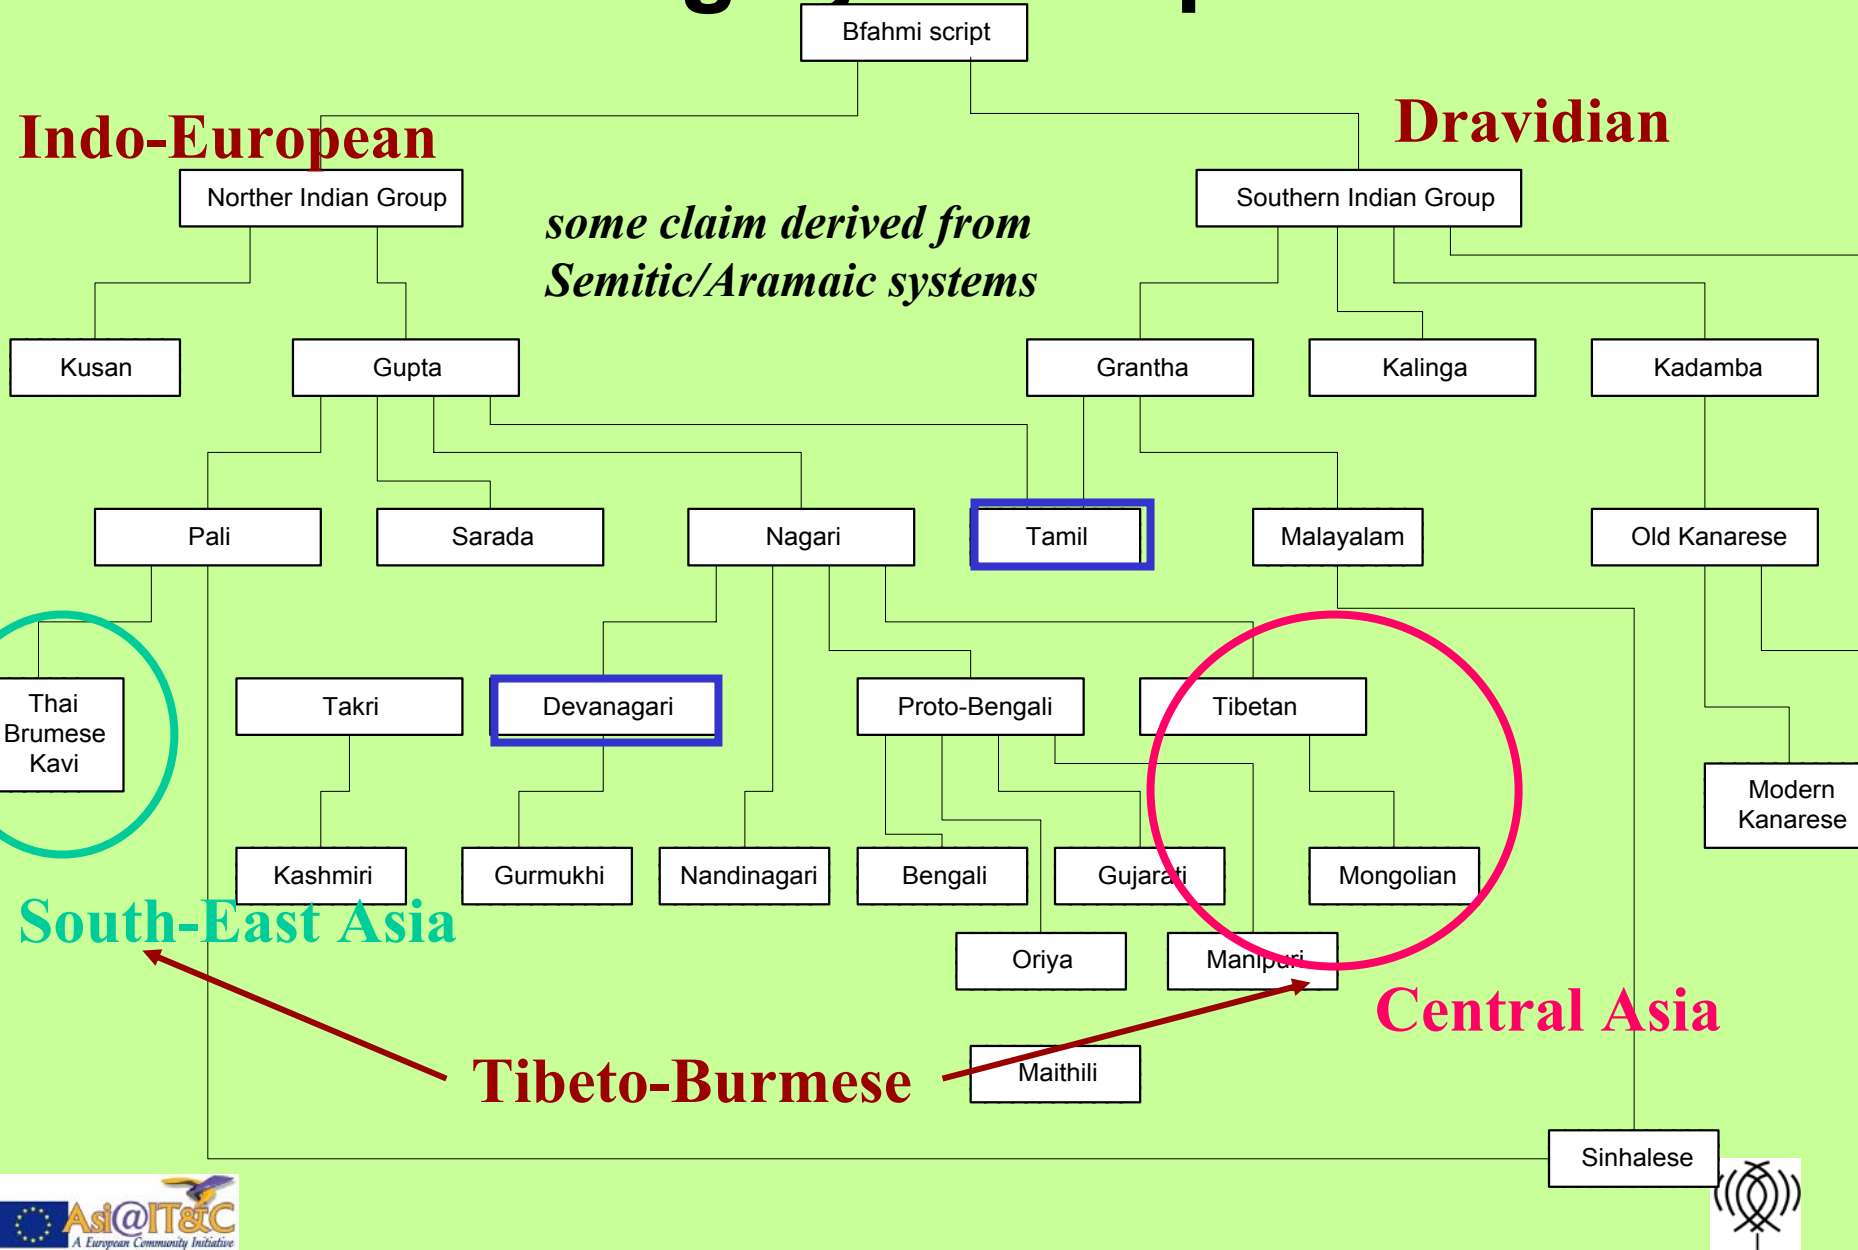 Bfahmi script
Indo-European
Dravidian
Norther Indian Group
Southern Indian Group
some claim derived from
Semitic/Aramaic systems
Kusan
Gupta
Grantha
Kalinga
Kadamba
Pali
Sarada
Nagari
Tamil
Malayalam
Old Kanarese
Thai
Brumese
Kavi
Takri
Devanagari
Proto-Bengali
Tibetan
Modern
Kanarese
Kashmiri
Gurmukhi
Nandinagari
Bengali
Gujarati
Mongolian
South-East Asia
Oriya
Manipuri
Central Asia
Tibeto-Burmese
Maithili
Sinhalese
Asi@IT&C
A European Community Initiative